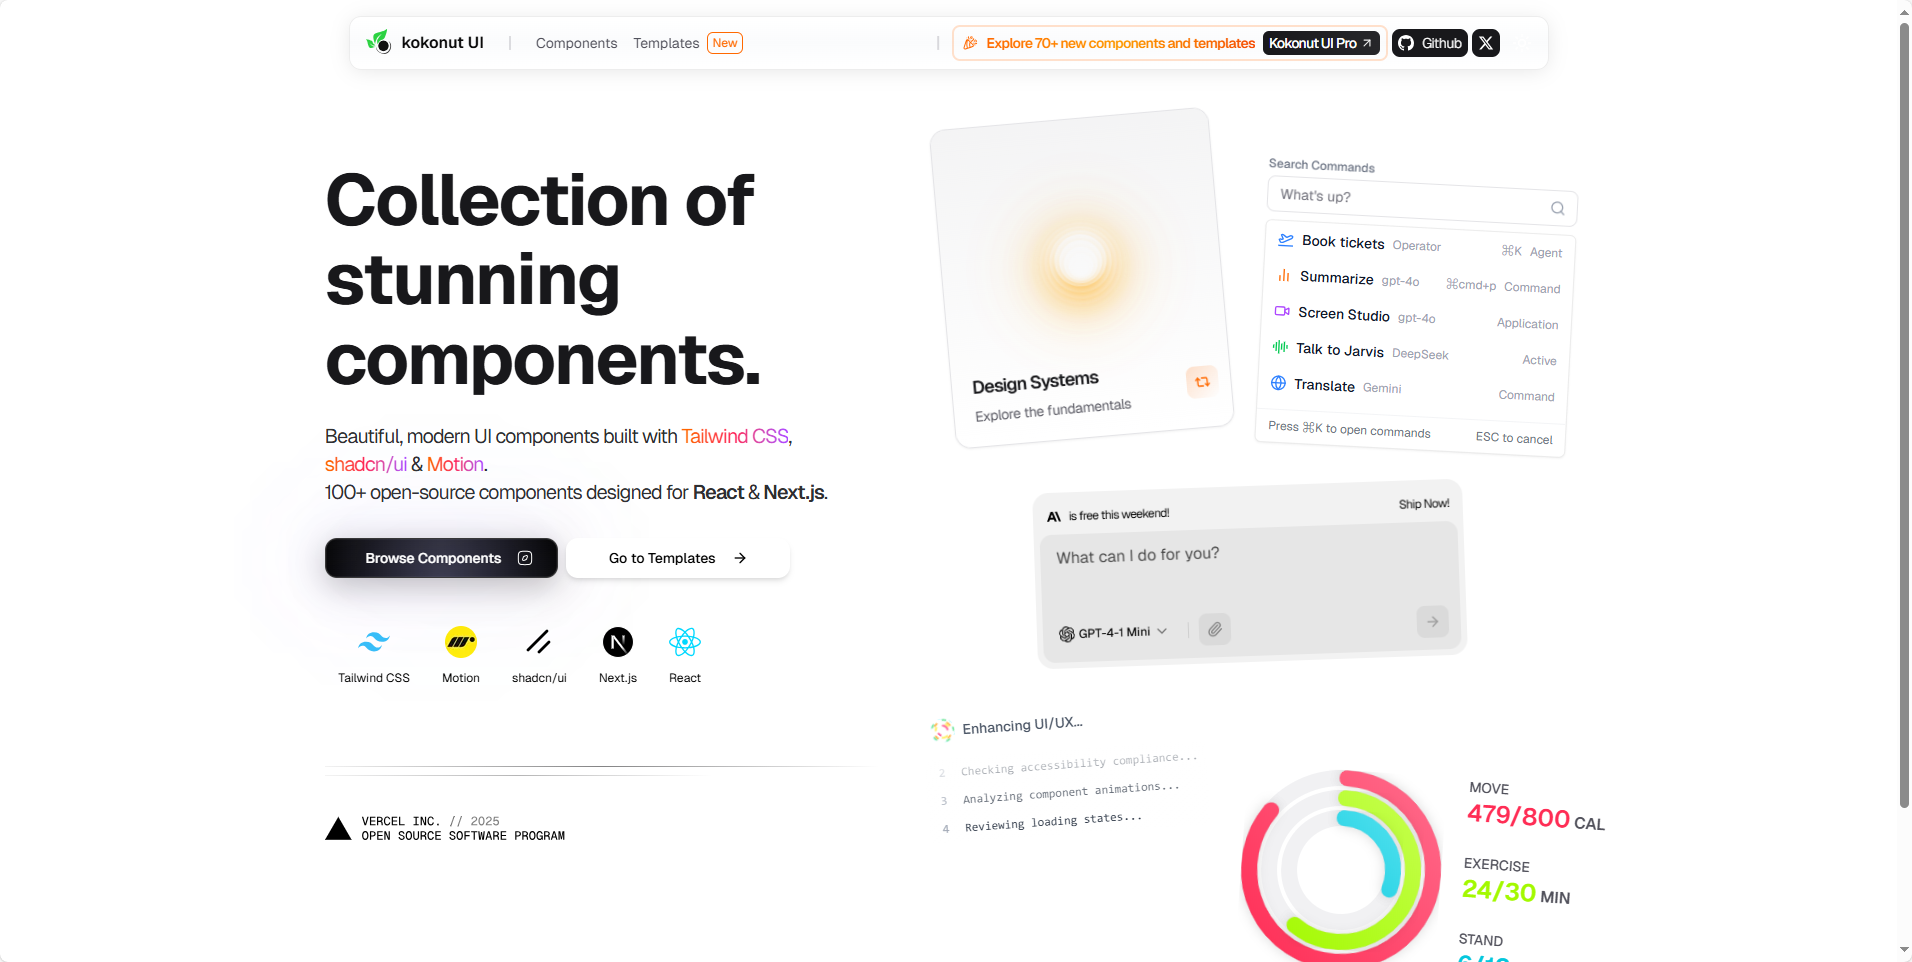 kokonut UI
Components
Templates
New
Explore 70+ new components and templates
Kokonut UI Pro
Github
Collection of
stunning
components.
Beautiful, modern UI components built with Tailwind CSS,
shadcn/ui & Motion.
100+ open-source components designed for React & Next.js.
Browse Components
Go to Templates
Tailwind CSS
Motion
shadcn/ui
Next.js
React
VERCEL INC. // 2025
OPEN SOURCE SOFTWARE PROGRAM
Design Systems
Explore the fundamentals
Search Commands
What's up?
Book tickets Operator ⌘K Agent
Summarize gpt-4o ⌘cmd+p Command
Screen Studio gpt-4o Application
Talk to Jarvis DeepSeek Active
Translate Gemini Command
Press ⌘K to open commands ESC to cancel
is free this weekend! Ship Now!
What can I do for you?
GPT-4-1 Mini
Enhancing UI/UX...
2 Checking accessibility compliance...
3 Analyzing component animations...
4 Reviewing loading states...
MOVE
479/800 CAL
EXERCISE
24/30 MIN
STAND